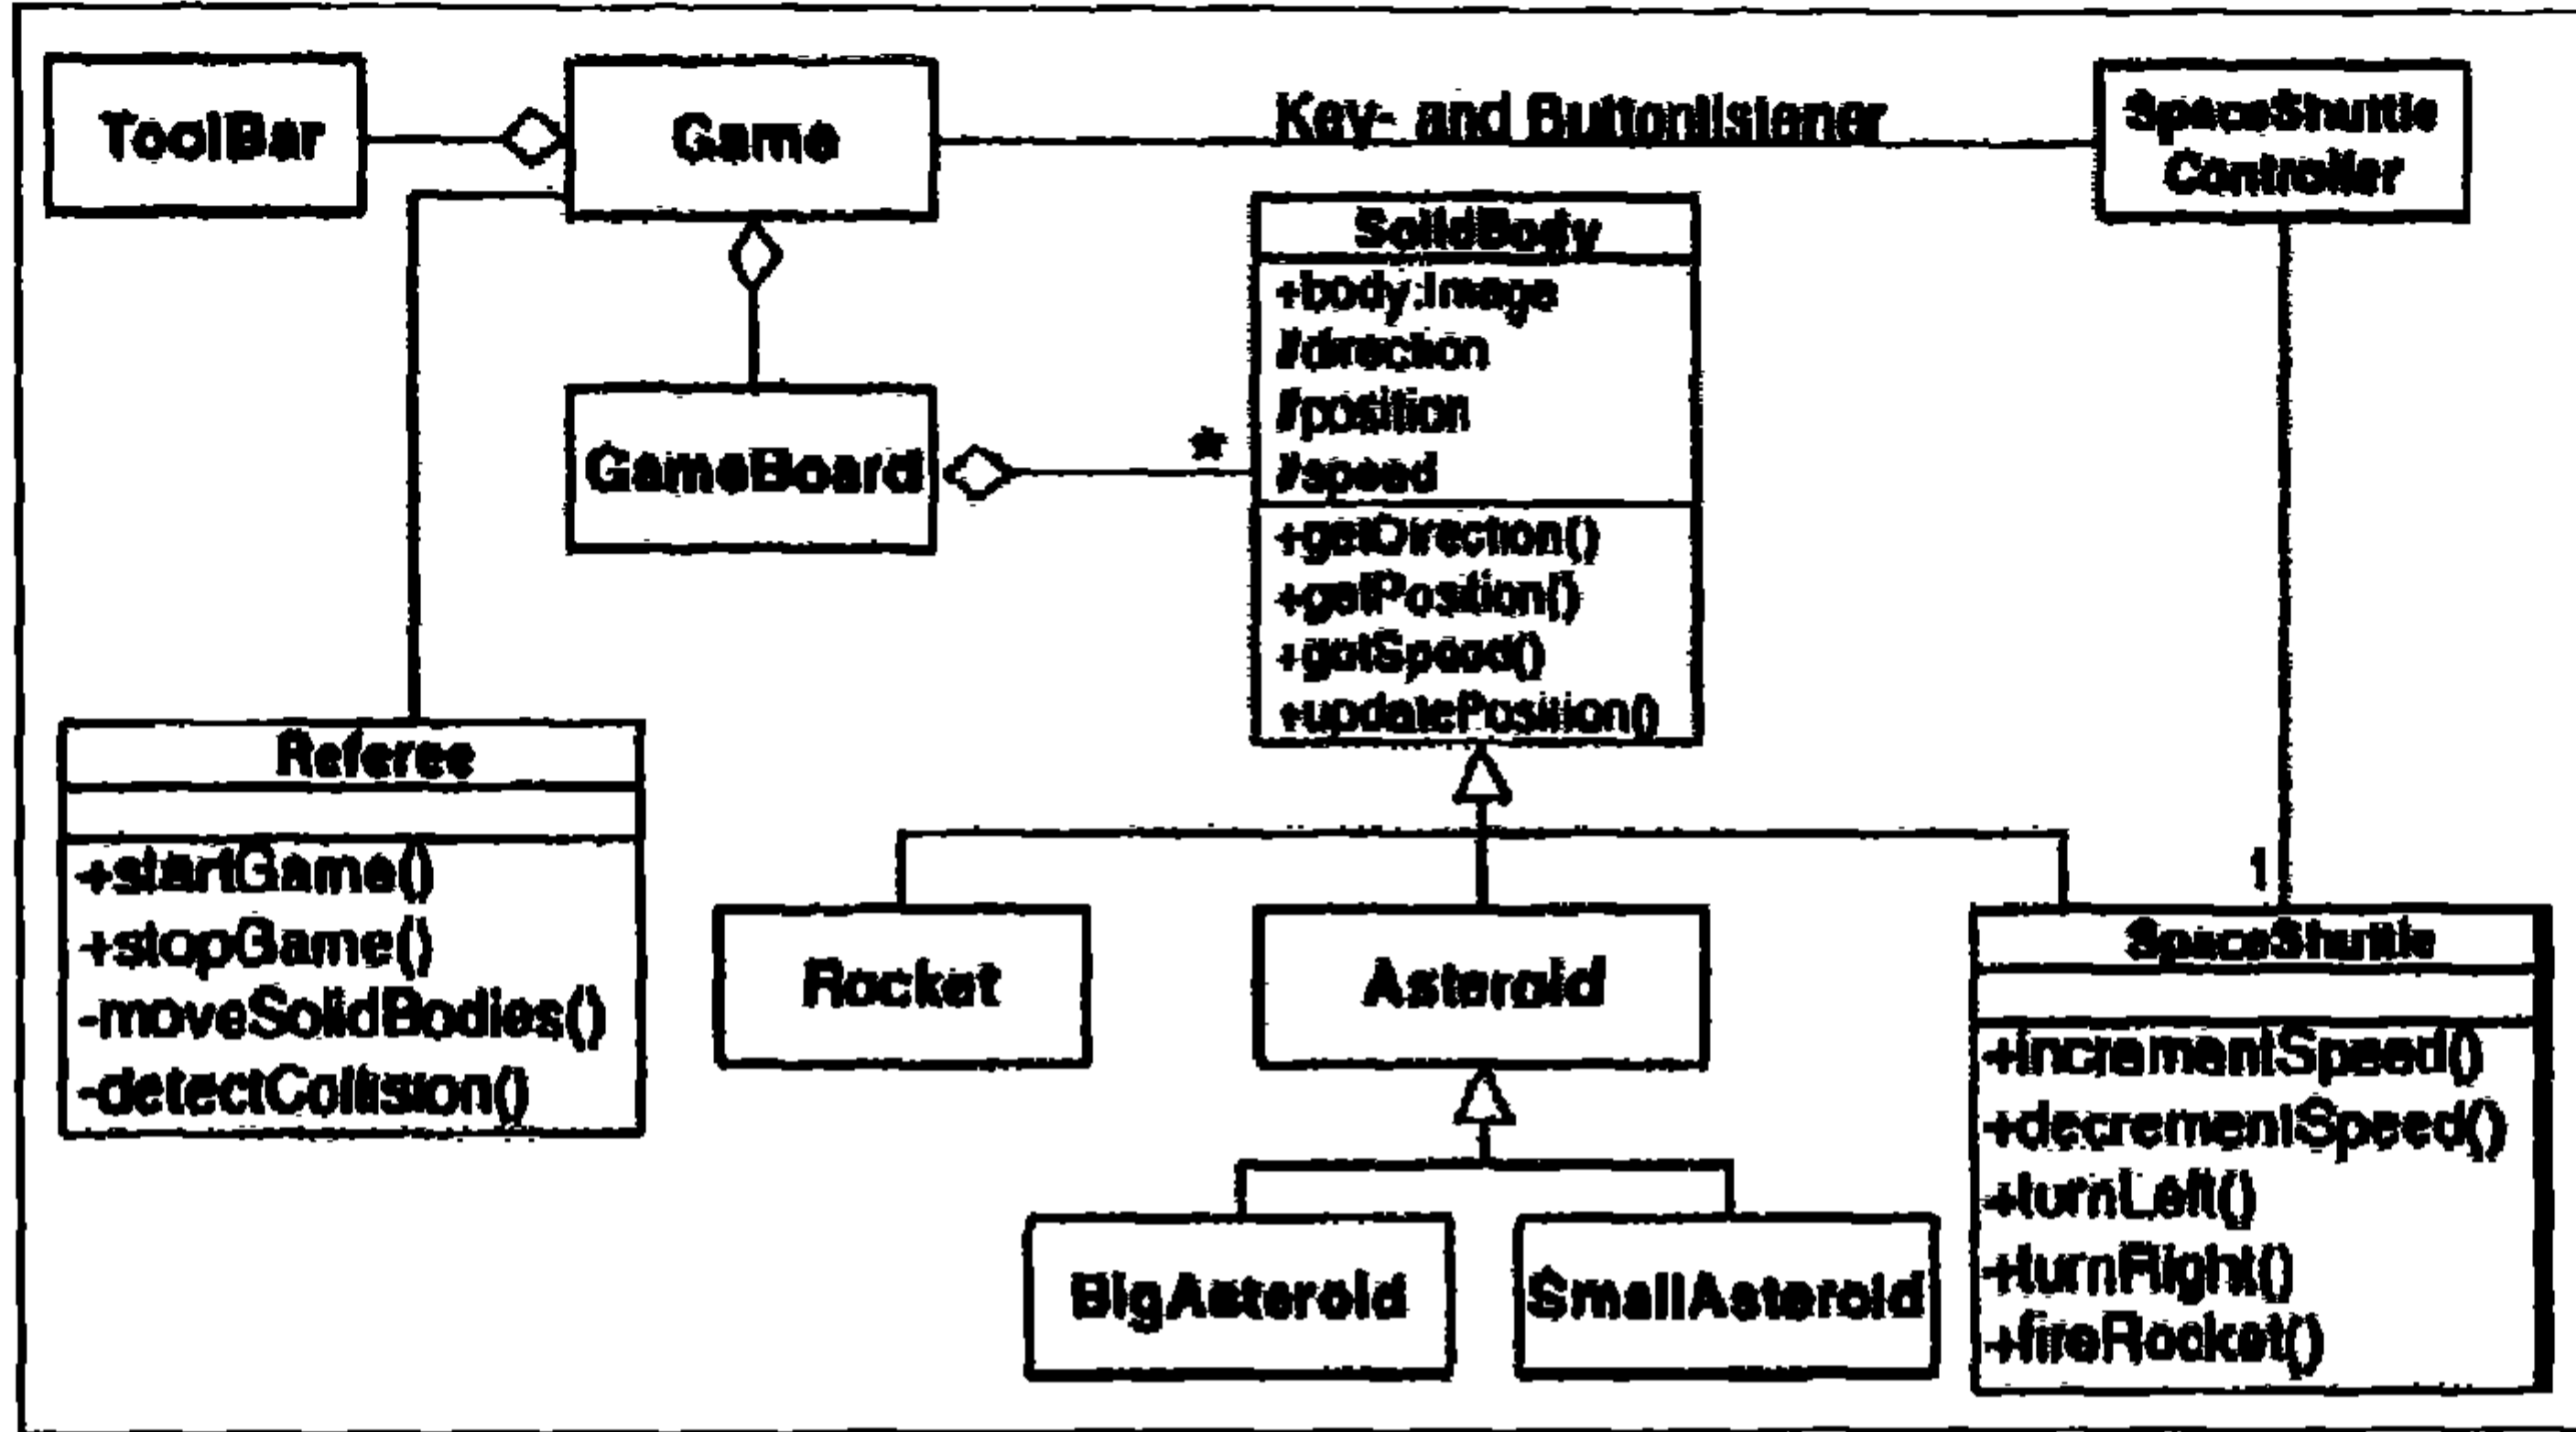 ToolBar
Game
Key- and Buttonlistener
SpaceShuttle
Controller
SolidBody
+body:Image
#direction
#position
#speed
+getDirection()
+getPosition()
+getSpeed()
+updatePosition()
GameBoard
*
Referee
+startGame()
+stopGame()
-moveSolidBodies()
-detectCollision()
Rocket
Asteroid
1
SpaceShuttle
+incrementSpeed()
+decrementSpeed()
+turnLeft()
+turnRight()
+fireRocket()
BigAsteroid
SmallAsteroid